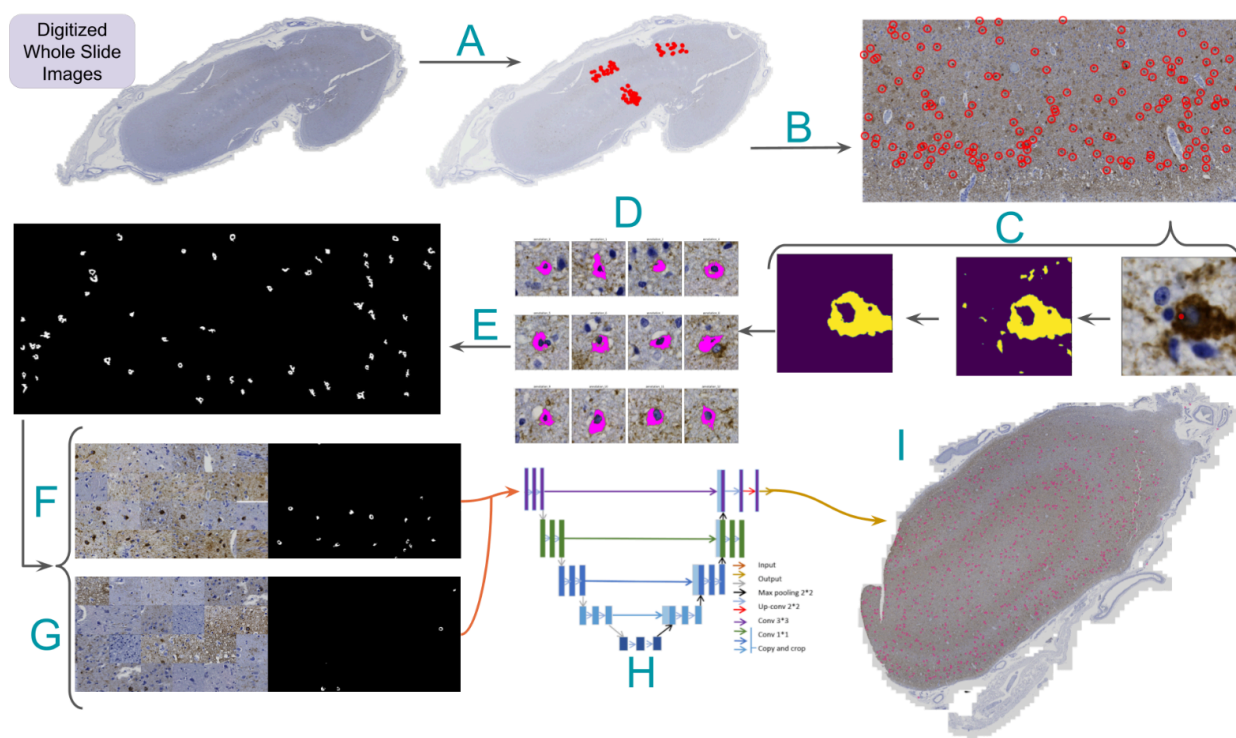 Digitized
Whole Slide
Images
A
B
C
D
E
F
G
H
I
Input
Output
Max pooling 2*2
Up-conv 2*2
Conv 3*3
Conv 1*1
Copy and crop